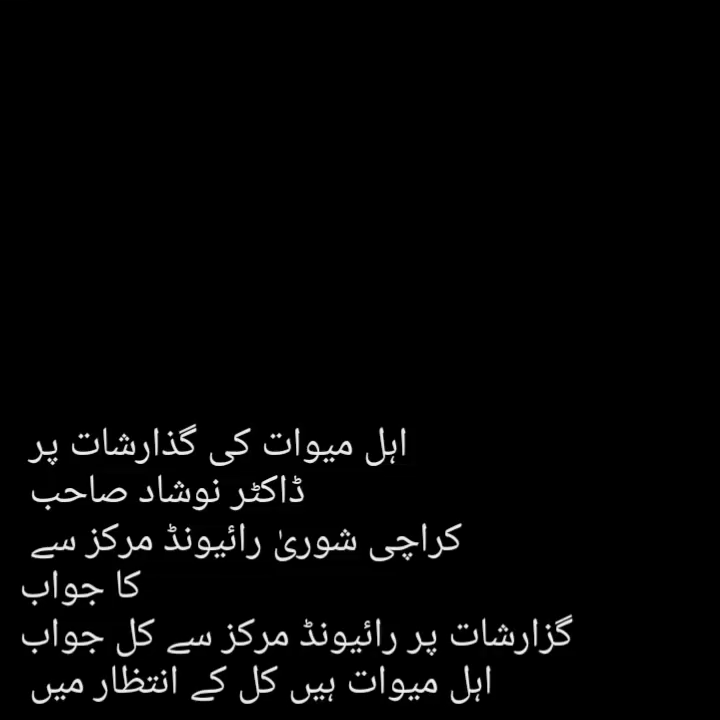 اہل میوات کی گذارشات پر
ڈاکٹر نوشاد صاحب
کراچی شوریٰ رائیونڈ مرکز سے
کا جواب
گزارشات پر رائیونڈ مرکز سے کل جواب
اہل میوات ہیں کل کے انتظار میں